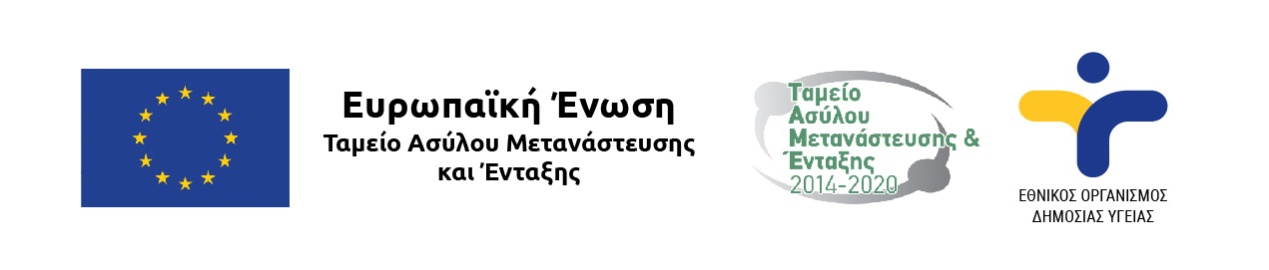 Ευρωπαϊκή Ένωση
Ταμείο Ασύλου Μετανάστευσης
και Ένταξης
Ταμείο
Ασύλου
Μετανάστευσης &
Ένταξης
2014-2020
ΕΘΝΙΚΟΣ ΟΡΓΑΝΙΣΜΟΣ
ΔΗΜΟΣΙΑΣ ΥΓΕΙΑΣ